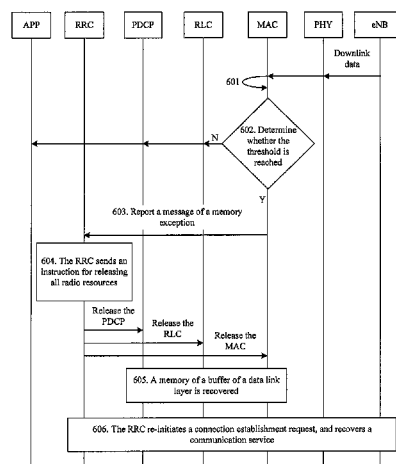 APP RRC PDCP RLC MAC PHY eNB
Downlink
data
601
602. Determine
whether the
threshold is
reached
N
Y
603. Report a message of a memory
exception
604. The RRC sends an
instruction for releasing
all radio resources
Release the
PDCP
Release the
RLC
Release the
MAC
605. A memory of a buffer of a data link
layer is recovered
606. The RRC re-initiates a connection establishment request, and recovers a
communication service